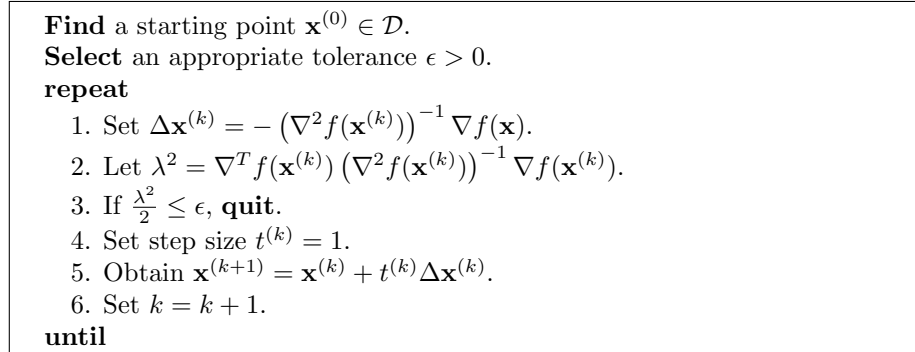 Find a starting point x^{(0)} ∈ 𝒟.
Select an appropriate tolerance ϵ > 0.
repeat
1. Set Δx^{(k)} = −(∇²f(x^{(k)}))^{−1} ∇f(x).
2. Let λ² = ∇^T f(x^{(k)}) (∇²f(x^{(k)}))^{−1} ∇f(x^{(k)}).
3. If λ²/2 ≤ ϵ, quit.
4. Set step size t^{(k)} = 1.
5. Obtain x^{(k+1)} = x^{(k)} + t^{(k)}Δx^{(k)}.
6. Set k = k + 1.
until